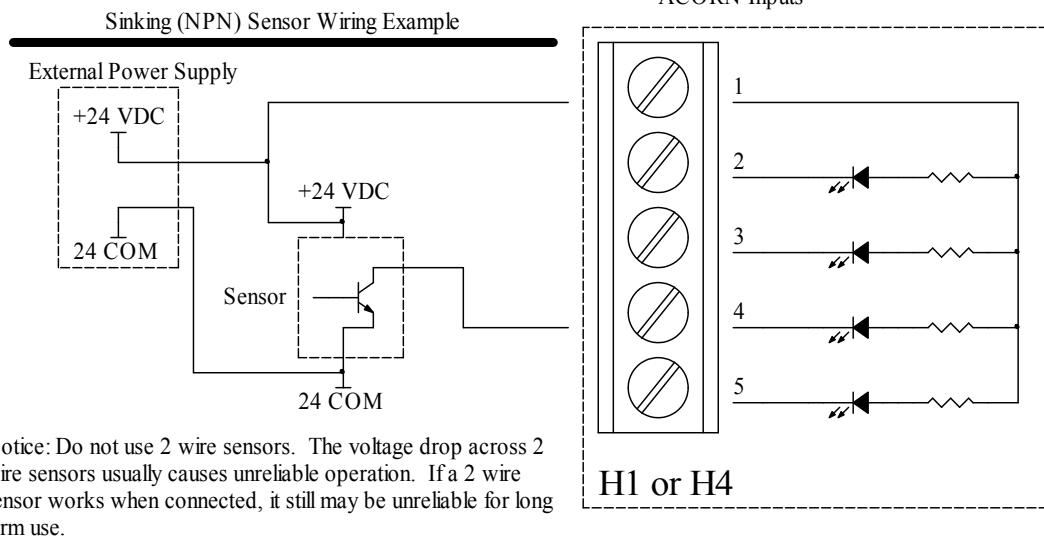 Sinking (NPN) Sensor Wiring Example
ACORN Inputs
External Power Supply
+24 VDC
24 COM
+24 VDC
Sensor
24 COM
1
2
3
4
5
H1 or H4
otice: Do not use 2 wire sensors. The voltage drop across 2
ire sensors usually causes unreliable operation. If a 2 wire
ensor works when connected, it still may be unreliable for long
rm use.